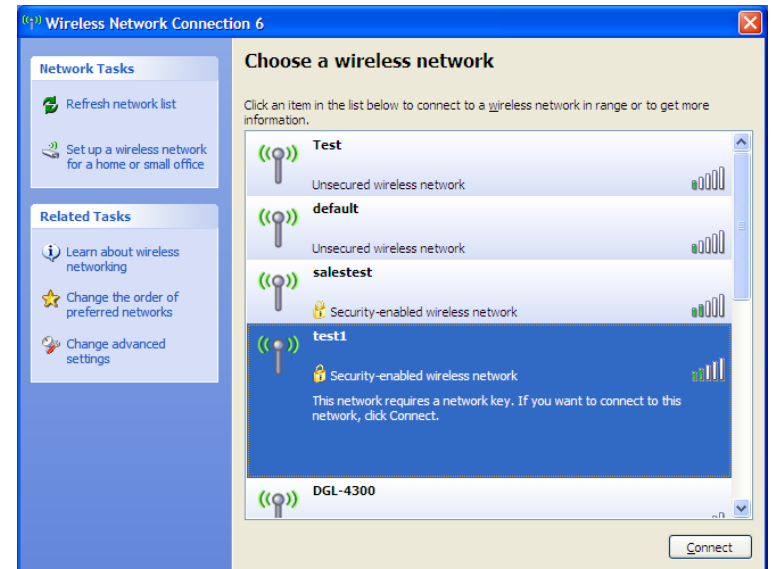 Wireless Network Connection 6
Network Tasks
Refresh network list
Set up a wireless network
for a home or small office
Related Tasks
Learn about wireless
networking
Change the order of
preferred networks
Change advanced
settings
Choose a wireless network
Click an item in the list below to connect to a wireless network in range or to get more
information.
Test
Unsecured wireless network
default
Unsecured wireless network
salestest
Security-enabled wireless network
test1
Security-enabled wireless network
This network requires a network key. If you want to connect to this
network, click Connect.
DGL-4300
Connect